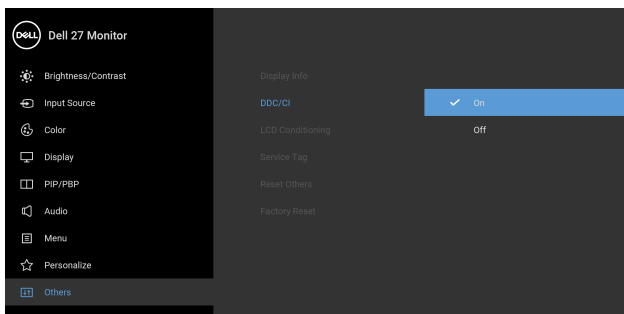 DELL
Dell 27 Monitor
Brightness/Contrast
Input Source
Color
Display
PIP/PBP
Audio
Menu
Personalize
Others
Display Info
DDC/CI
LCD Conditioning
Service Tag
Reset Others
Factory Reset
On
Off